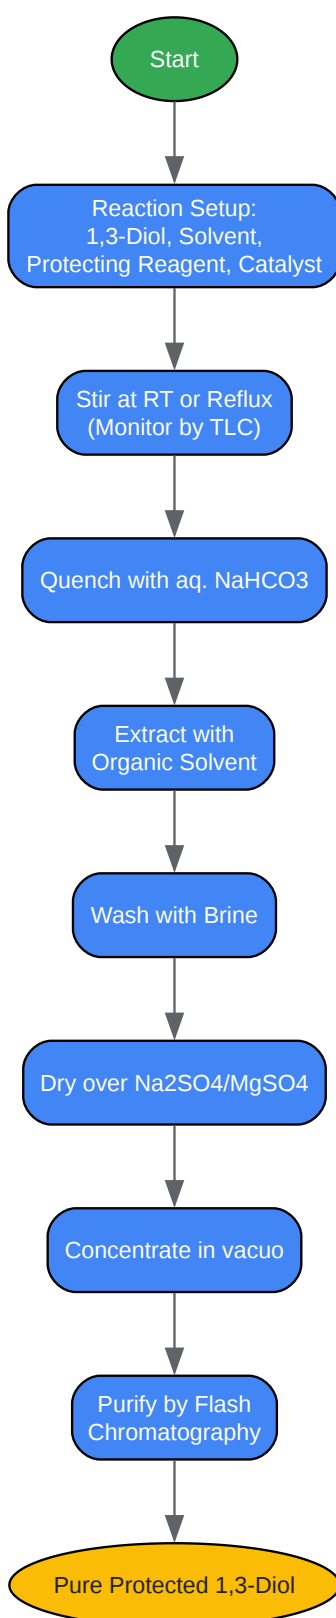 Start
Reaction Setup:
1,3-Diol, Solvent,
Protecting Reagent, Catalyst
Stir at RT or Reflux
(Monitor by TLC)
Quench with aq. NaHCO3
Extract with
Organic Solvent
Wash with Brine
Dry over Na2SO4/MgSO4
Concentrate in vacuo
Purify by Flash
Chromatography
Pure Protected 1,3-Diol